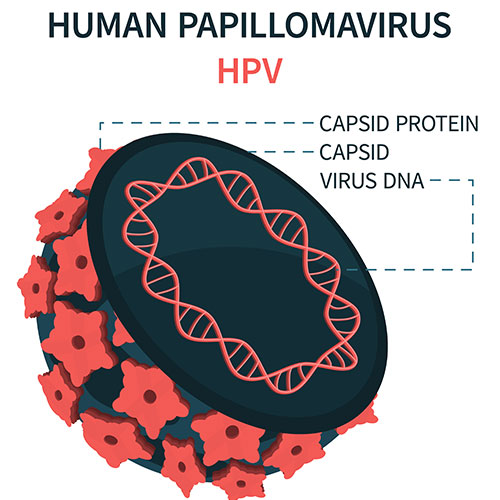 HUMAN PAPILLOMAVIRUS
HPV
CAPSID PROTEIN
CAPSID
VIRUS DNA